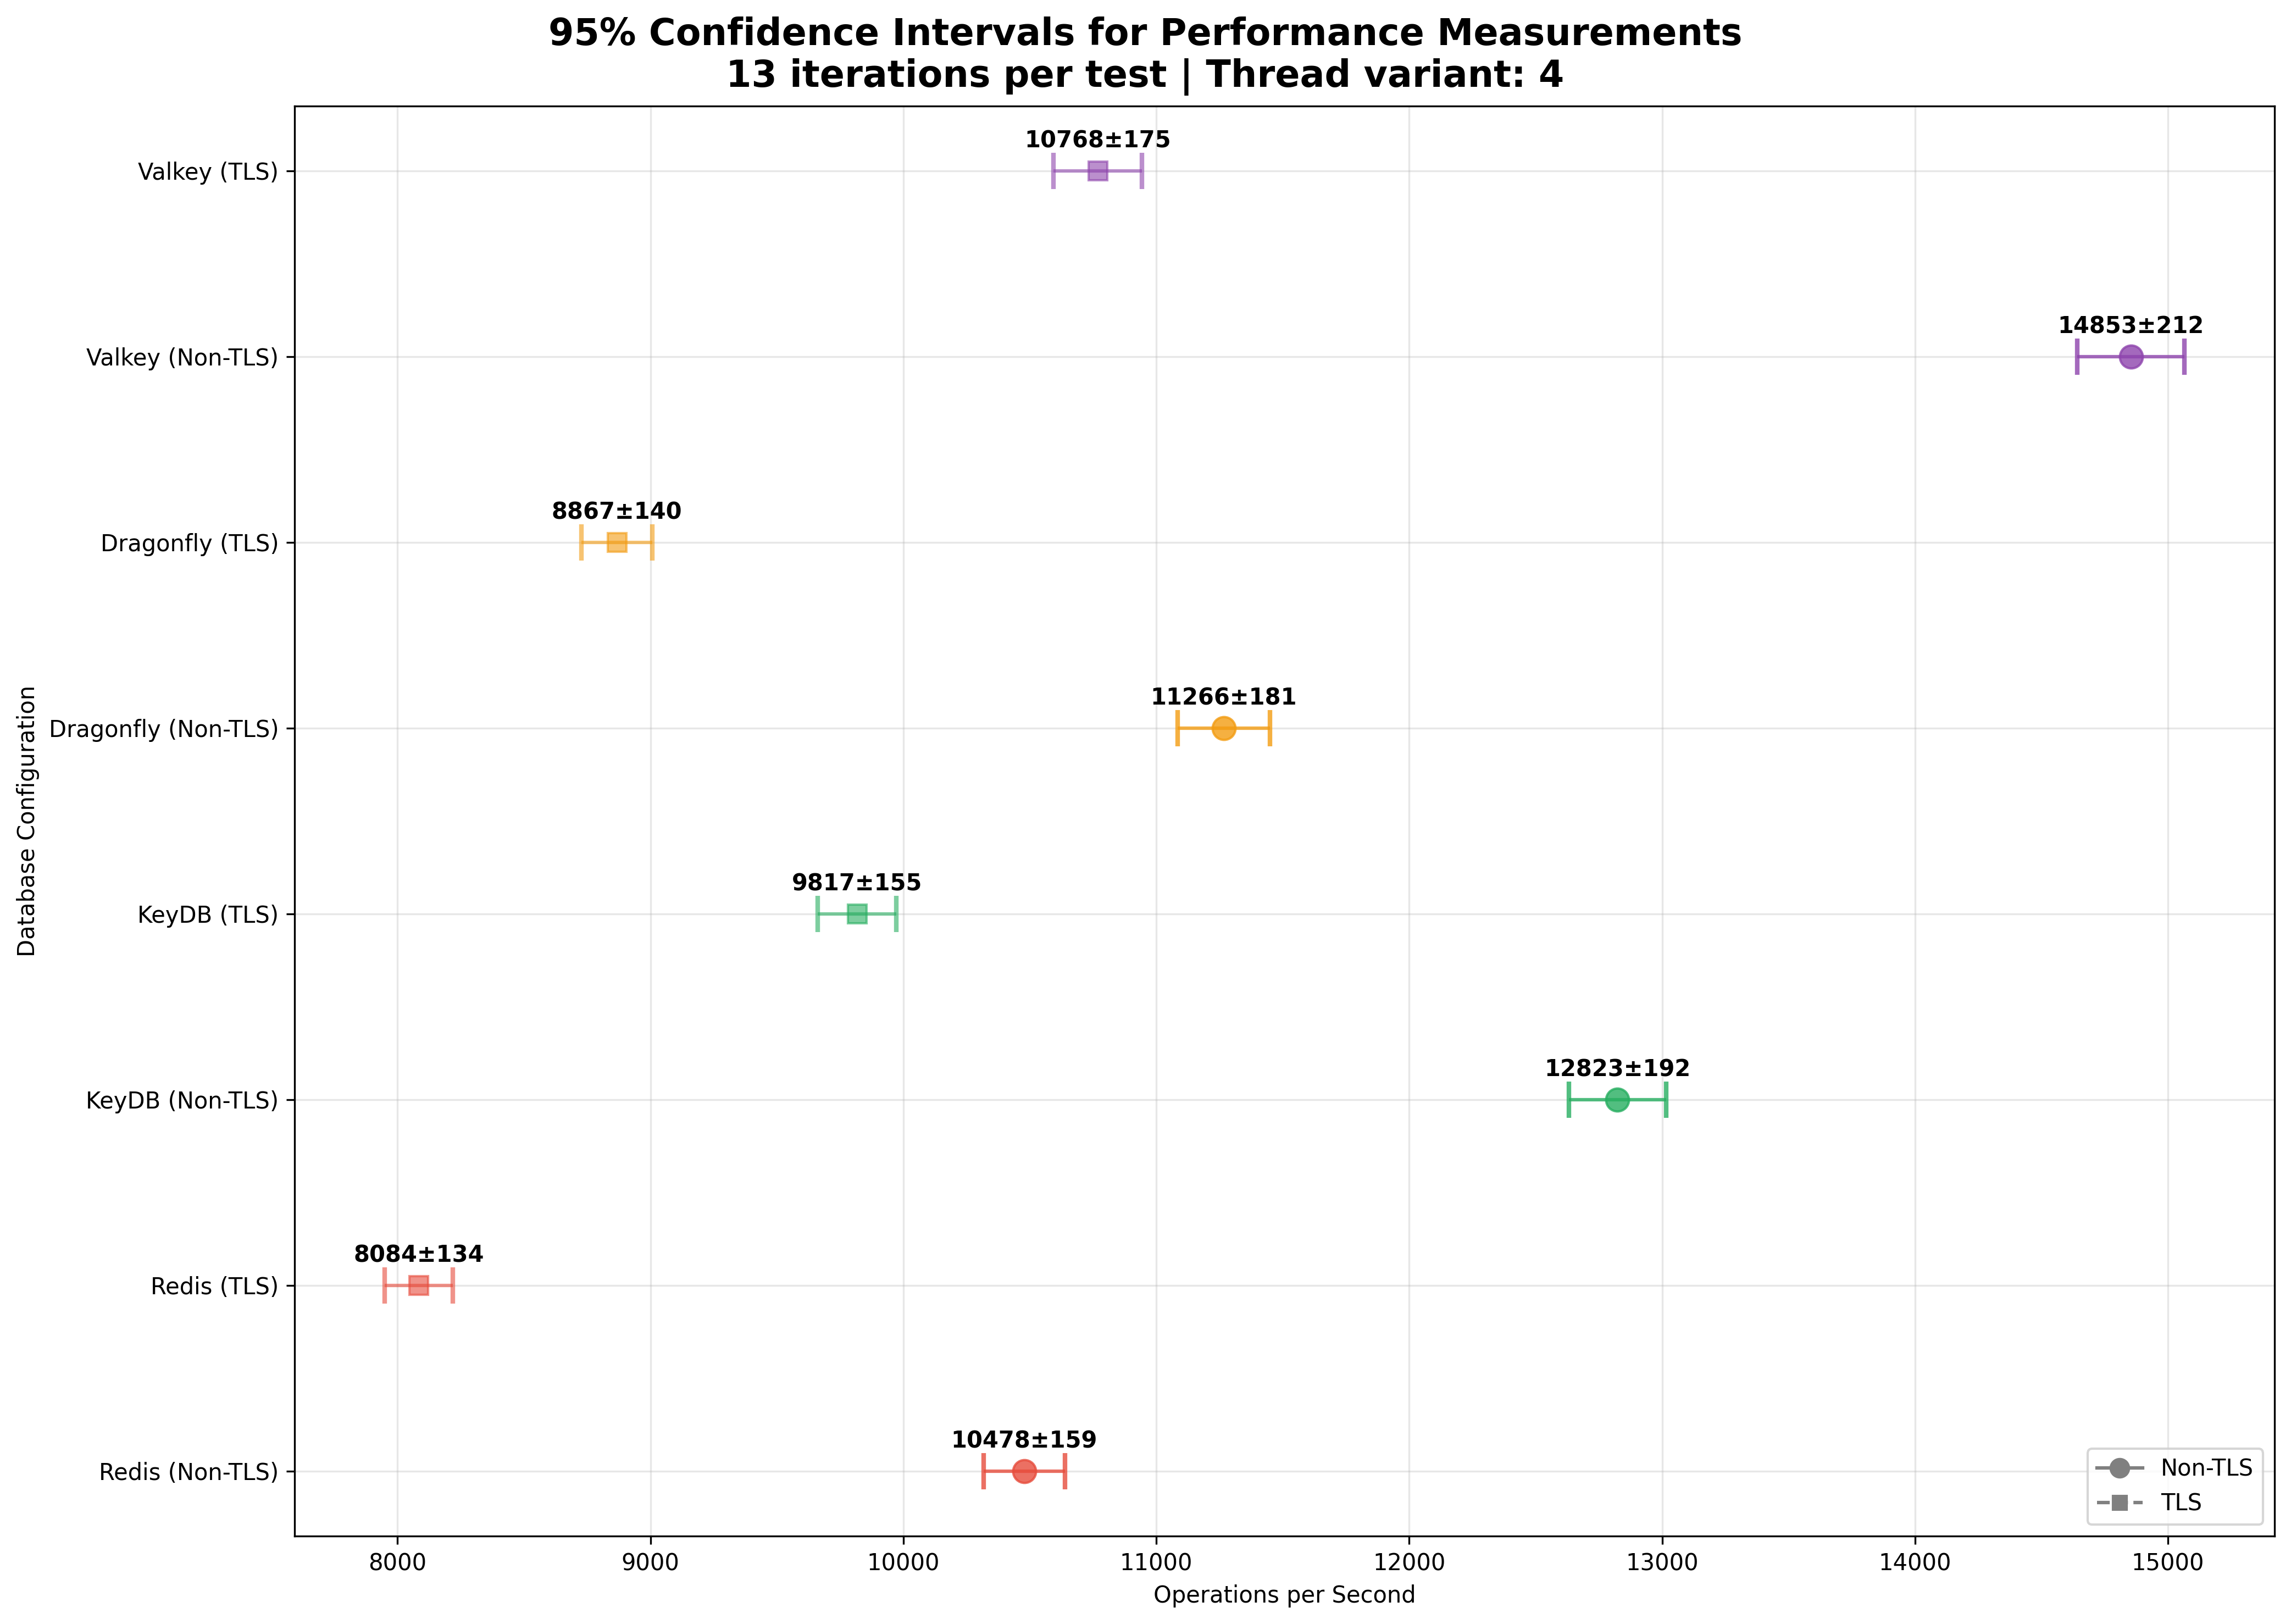 95% Confidence Intervals for Performance Measurements
13 iterations per test | Thread variant: 4
Valkey (TLS)
10768±175
Valkey (Non-TLS)
14853±212
Dragonfly (TLS)
8867±140
Dragonfly (Non-TLS)
11266±181
KeyDB (TLS)
9817±155
KeyDB (Non-TLS)
12823±192
Redis (TLS)
8084±134
Redis (Non-TLS)
10478±159
Database Configuration
Non-TLS
TLS
8000 9000 10000 11000 12000 13000 14000 15000
Operations per Second